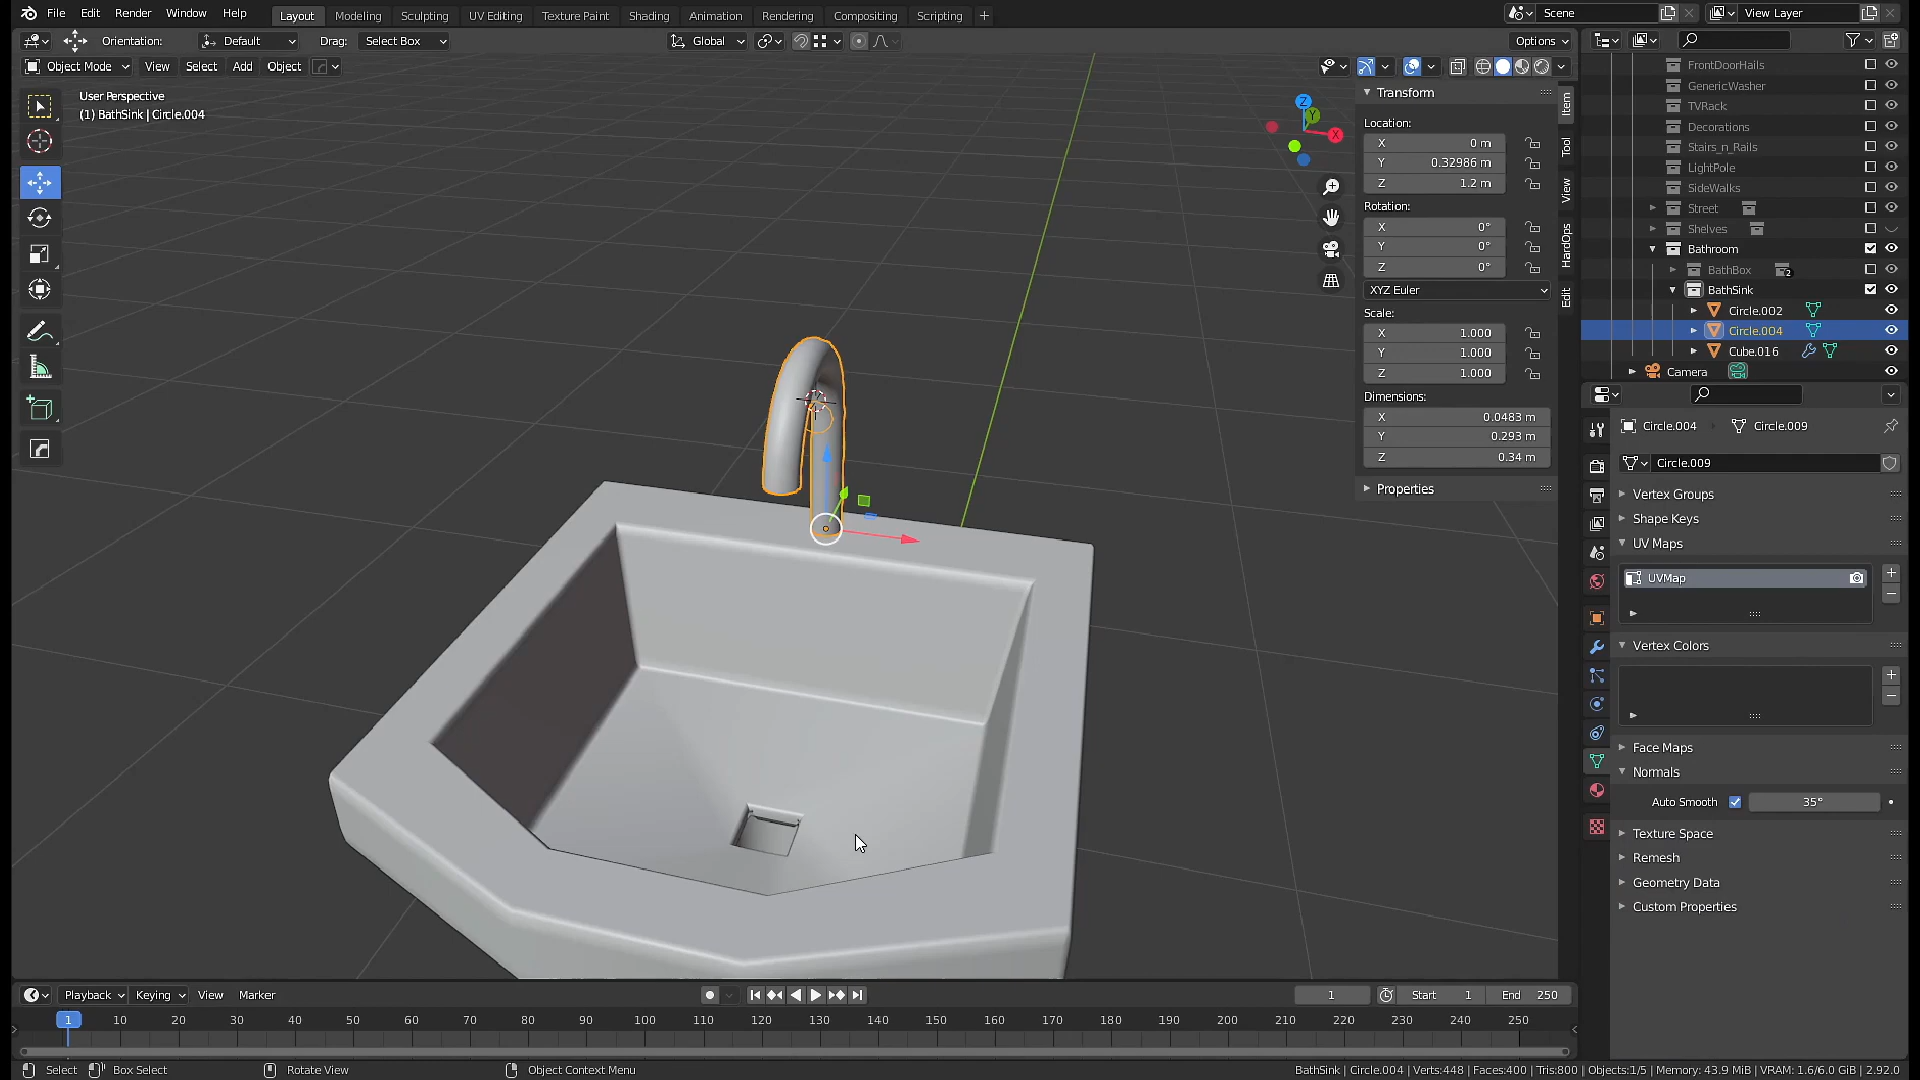 File Edit Render Window Help Layout Modeling Sculpting UV Editing Texture Paint Shading Animation Rendering Compositing Scripting + Scene View Layer
Orientation: Default Drag: Select Box Global Options
Object Mode View Select Add Object
User Perspective
(1) BathSink | Circle.004
Transform
Location:
X 0 m
Y 0.32986 m
Z 1.2 m
Rotation:
X 0°
Y 0°
Z 0°
XYZ Euler
Scale:
X 1.000
Y 1.000
Z 1.000
Dimensions:
X 0.0483 m
Y 0.293 m
Z 0.34 m
Properties
Item
Tool
View
HardOps
Edit
Z
Y
X
FrontDoorHails
GenericWasher
TVRack
Decorations
Stairs_n_Rails
LightPole
SideWalks
Street
Shelves
Bathroom
BathBox 2
BathSink
Circle.002
Circle.004
Cube.016
Camera
Circle.004 Circle.009
Circle.009
Vertex Groups
Shape Keys
UV Maps
UVMap
Vertex Colors
Face Maps
Normals
Auto Smooth 35°
Texture Space
Remesh
Geometry Data
Custom Properties
Playback Keying View Marker 1 Start 1 End 250
1 10 20 30 40 50 60 70 80 90 100 110 120 130 140 150 160 170 180 190 200 210 220 230 240 250
Select Box Select Rotate View Object Context Menu BathSink | Circle.004 | Verts:448 | Faces:400 | Tris:800 | Objects:1/5 | Memory: 43.9 MiB | VRAM: 1.6/6.0 GiB | 2.92.0